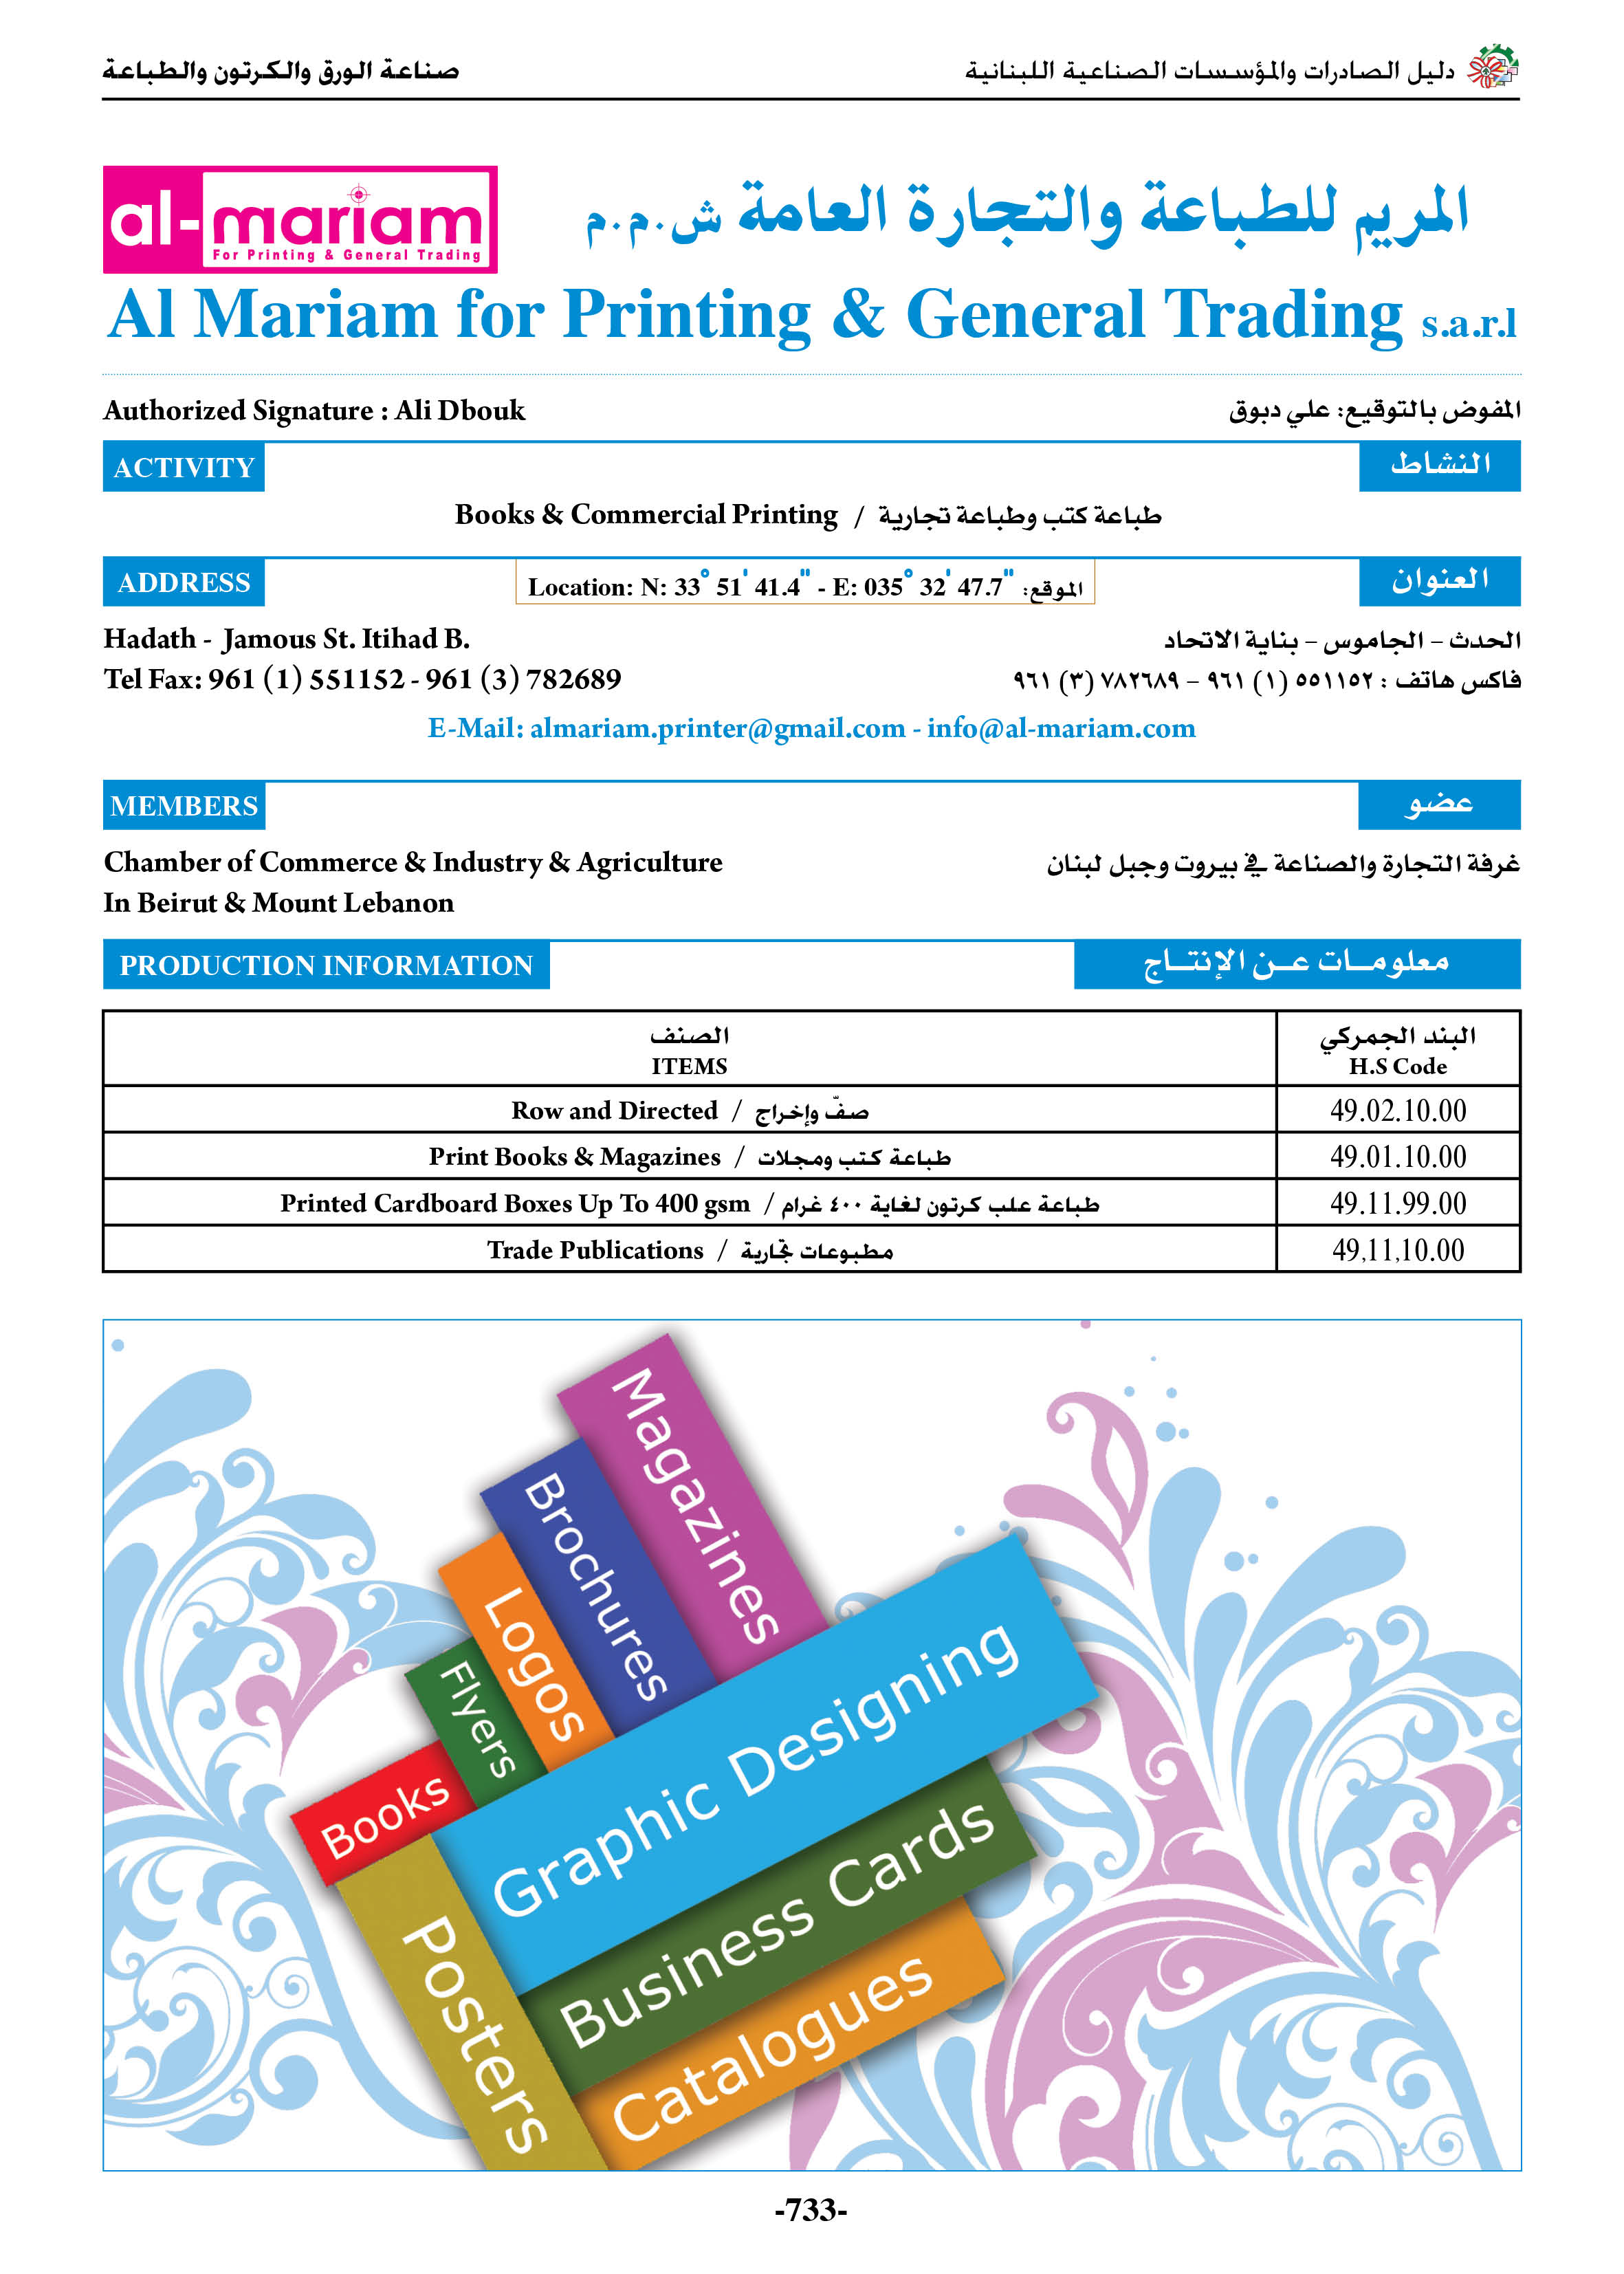 دليل الصادرات والمؤسسات الصناعية اللبنانية
صناعة الورق والكرتون والطباعة
al-mariam
For Printing & General Trading
المريم للطباعة والتجارة العامة ش.م.م
Al Mariam for Printing & General Trading s.a.r.l
Authorized Signature : Ali Dbouk
المفوض بالتوقيع: علي دبوق
ACTIVITY
النشاط
Books & Commercial Printing / طباعة كتب وطباعة تجارية
ADDRESS
Location: N: 33° 51' 41.4" - E: 035° 32' 47.7" الموقع:
العنوان
Hadath - Jamous St. Itihad B.
الحدث – الجاموس – بناية الاتحاد
Tel Fax: 961 (1) 551152 - 961 (3) 782689
فاكس هاتف : ٥٥١١٥٢ (١) ٩٦١ – ٧٨٢٦٨٩ (٣) ٩٦١
E-Mail: almariam.printer@gmail.com - info@al-mariam.com
MEMBERS
عضو
Chamber of Commerce & Industry & Agriculture
In Beirut & Mount Lebanon
غرفة التجارة والصناعة في بيروت وجبل لبنان
PRODUCTION INFORMATION
معلومـات عـن الإنتـاج
الصنف
ITEMS
البند الجمركي
H.S Code
Row and Directed / صفّ وإخراج
49.02.10.00
Print Books & Magazines / طباعة كتب ومجلات
49.01.10.00
Printed Cardboard Boxes Up To 400 gsm / طباعة علب كرتون لغاية ٤٠٠ غرام
49.11.99.00
Trade Publications / مطبوعات تجارية
49,11,10.00
Magazines
Brochures
Logos
Flyers
Books
Graphic Designing
Business Cards
Catalogues
Posters
-733-